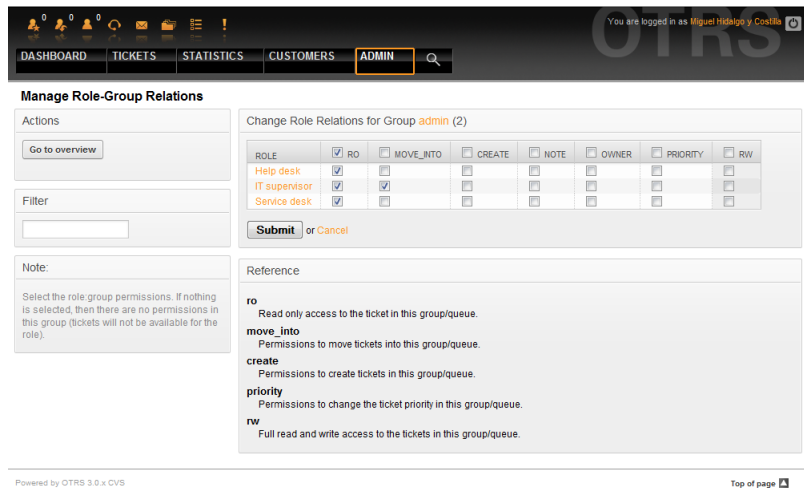 0 0 0
You are logged in as Miguel Hidalgo y Costilla
OTRS
DASHBOARD TICKETS STATISTICS CUSTOMERS ADMIN
Manage Role-Group Relations
Actions
Go to overview
Filter
Note:
Select the role:group permissions. If nothing
is selected, then there are no permissions in
this group (tickets will not be available for the
role).
Change Role Relations for Group admin (2)
ROLE RO MOVE_INTO CREATE NOTE OWNER PRIORITY RW
Help desk
IT supervisor
Service desk
Submit or Cancel
Reference
ro
Read only access to the ticket in this group/queue.
move_into
Permissions to move tickets into this group/queue.
create
Permissions to create tickets in this group/queue.
priority
Permissions to change the ticket priority in this group/queue.
rw
Full read and write access to the tickets in this group/queue.
Powered by OTRS 3.0.x CVS
Top of page